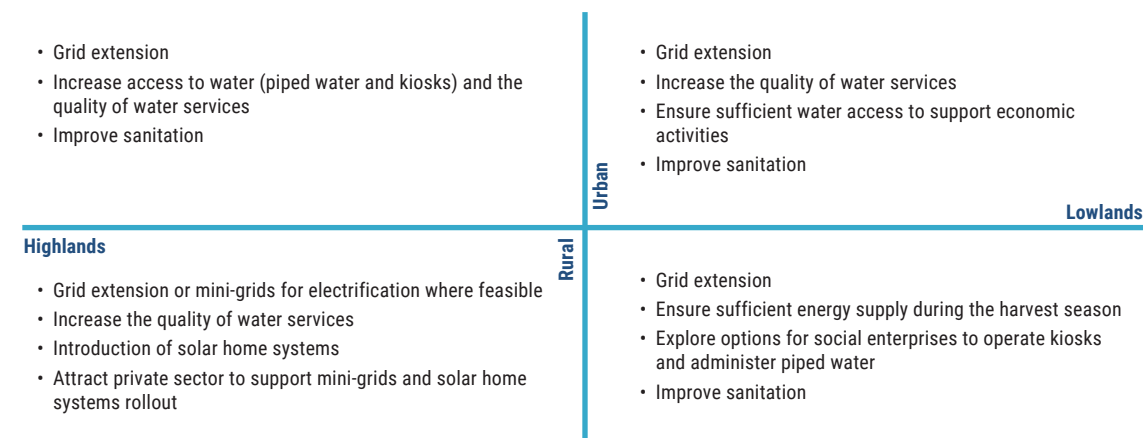 • Grid extension
• Increase access to water (piped water and kiosks) and the
quality of water services
• Improve sanitation
• Grid extension
• Increase the quality of water services
• Ensure sufficient water access to support economic
activities
• Improve sanitation
Urban
Lowlands
Highlands
Rural
• Grid extension or mini-grids for electrification where feasible
• Increase the quality of water services
• Introduction of solar home systems
• Attract private sector to support mini-grids and solar home
systems rollout
• Grid extension
• Ensure sufficient energy supply during the harvest season
• Explore options for social enterprises to operate kiosks
and administer piped water
• Improve sanitation